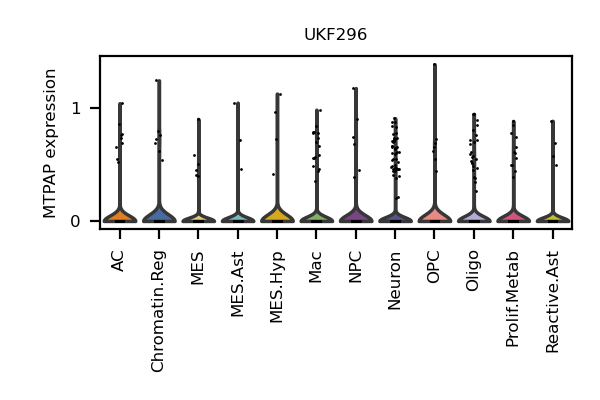 UKF296
MTPAP expression
1
0
AC
Chromatin.Reg
MES
MES.Ast
MES.Hyp
Mac
NPC
Neuron
OPC
Oligo
Prolif.Metab
Reactive.Ast